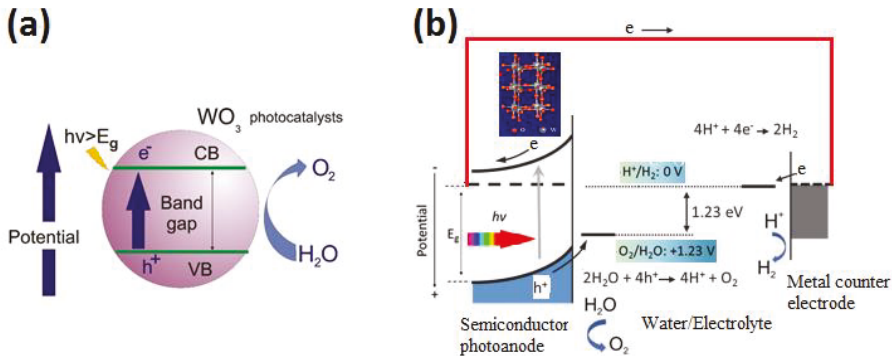 (a)
WO3 photocatalysts
hν>Eg
e-
CB
O2
Band
gap
Potential
H2O
h+
VB
(b)
e
4H+ + 4e- → 2H2
e
H+/H2: 0 V
e
-
Potential
+
Eg
hν
1.23 eV
H+
H2
O2/H2O: +1.23 V
h+
2H2O + 4h+ → 4H+ + O2
Metal counter
electrode
H2O
O2
Semiconductor
photoanode
Water/Electrolyte